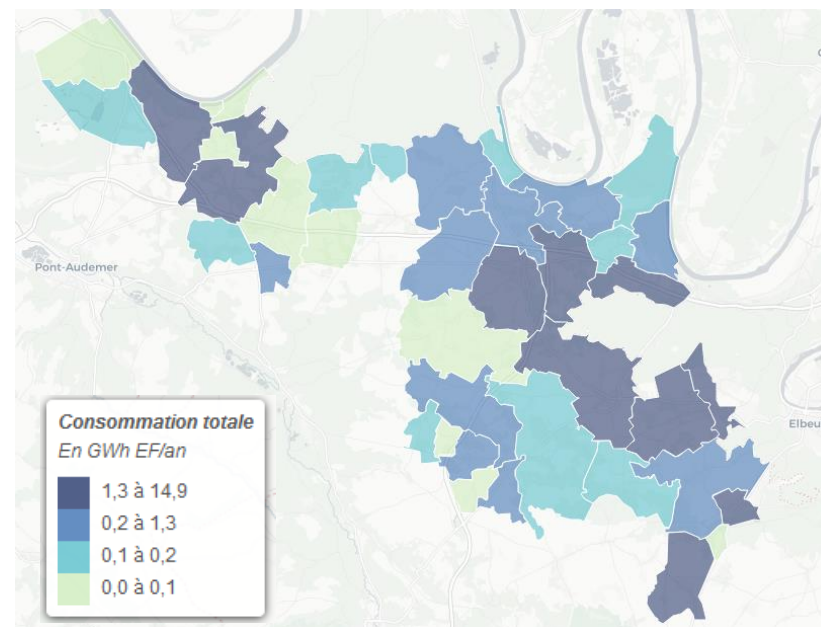 Pont-Audemer
Elbeu
Consommation totale
En GWh EF/an
1,3 à 14,9
0,2 à 1,3
0,1 à 0,2
0,0 à 0,1